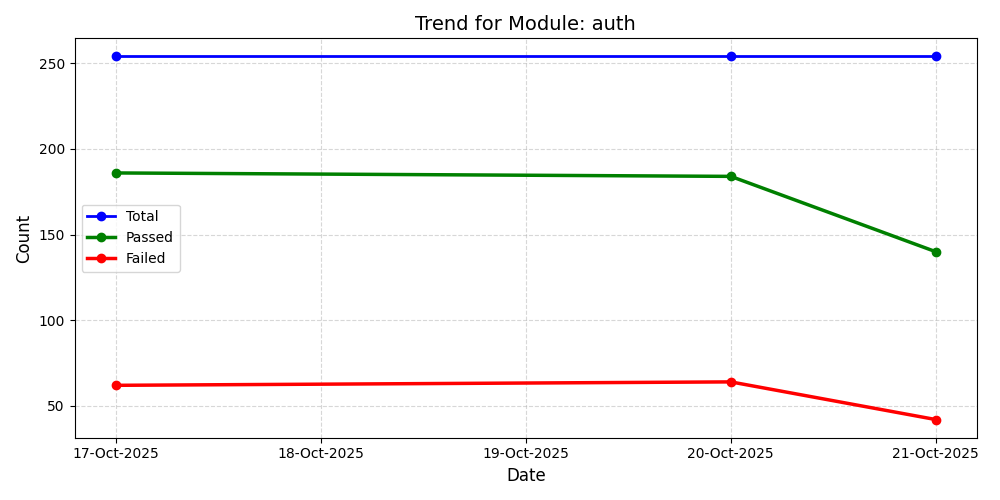 Trend for Module: auth
250
200
150
100
50
Count
Total
Passed
Failed
17-Oct-2025
18-Oct-2025
19-Oct-2025
20-Oct-2025
21-Oct-2025
Date